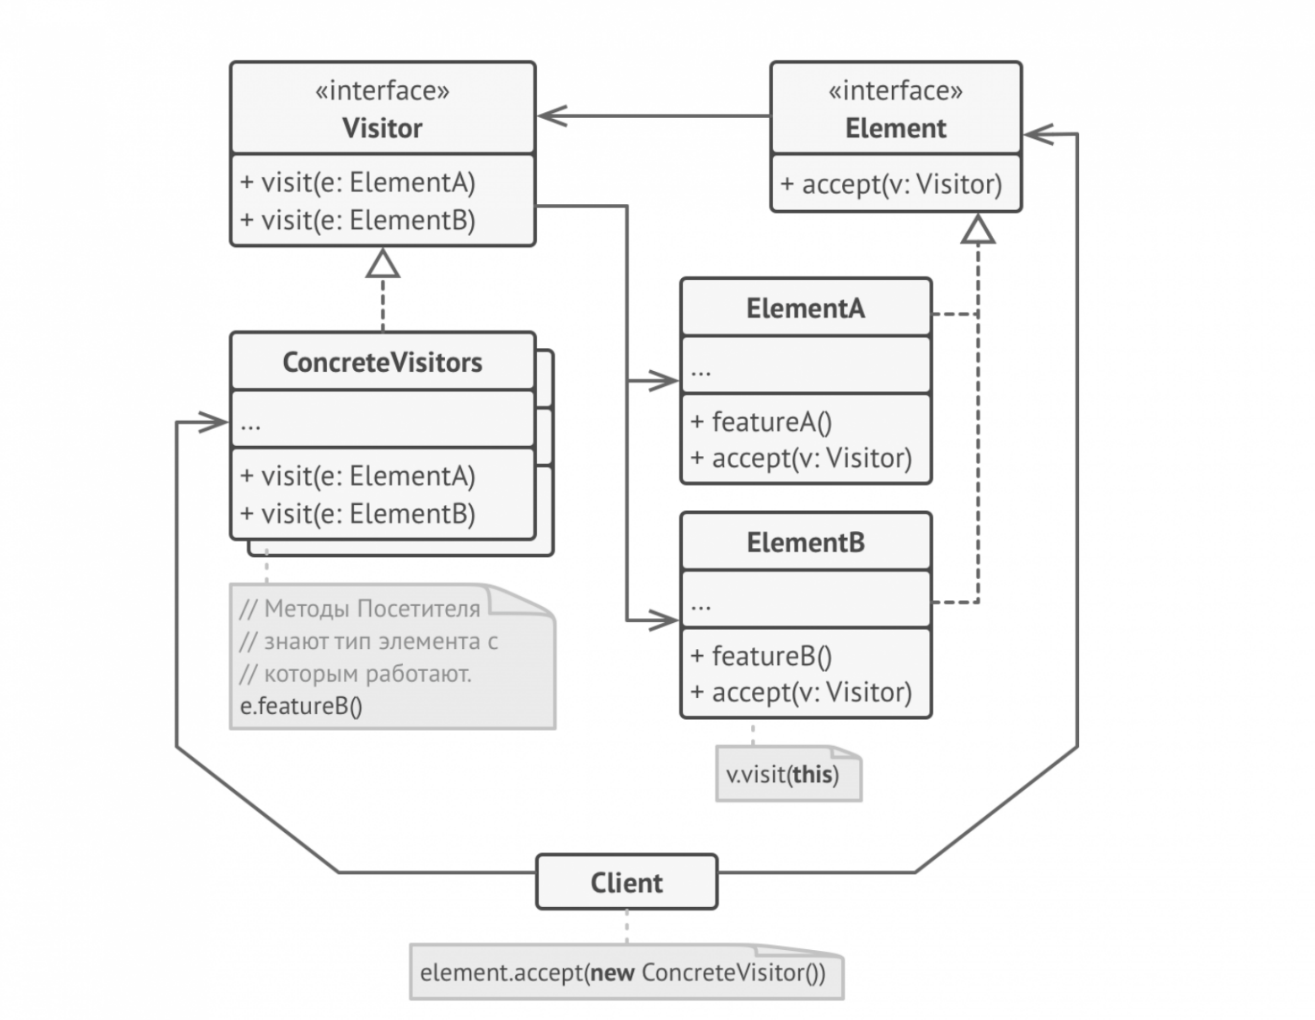 «interface»
Visitor
+ visit(e: ElementA)
+ visit(e: ElementB)
«interface»
Element
+ accept(v: Visitor)
ConcreteVisitors
...
+ visit(e: ElementA)
+ visit(e: ElementB)
// Методы Посетителя
// знают тип элемента с
// которым работают.
e.featureB()
ElementA
...
+ featureA()
+ accept(v: Visitor)
ElementB
...
+ featureB()
+ accept(v: Visitor)
v.visit(this)
Client
element.accept(new ConcreteVisitor())